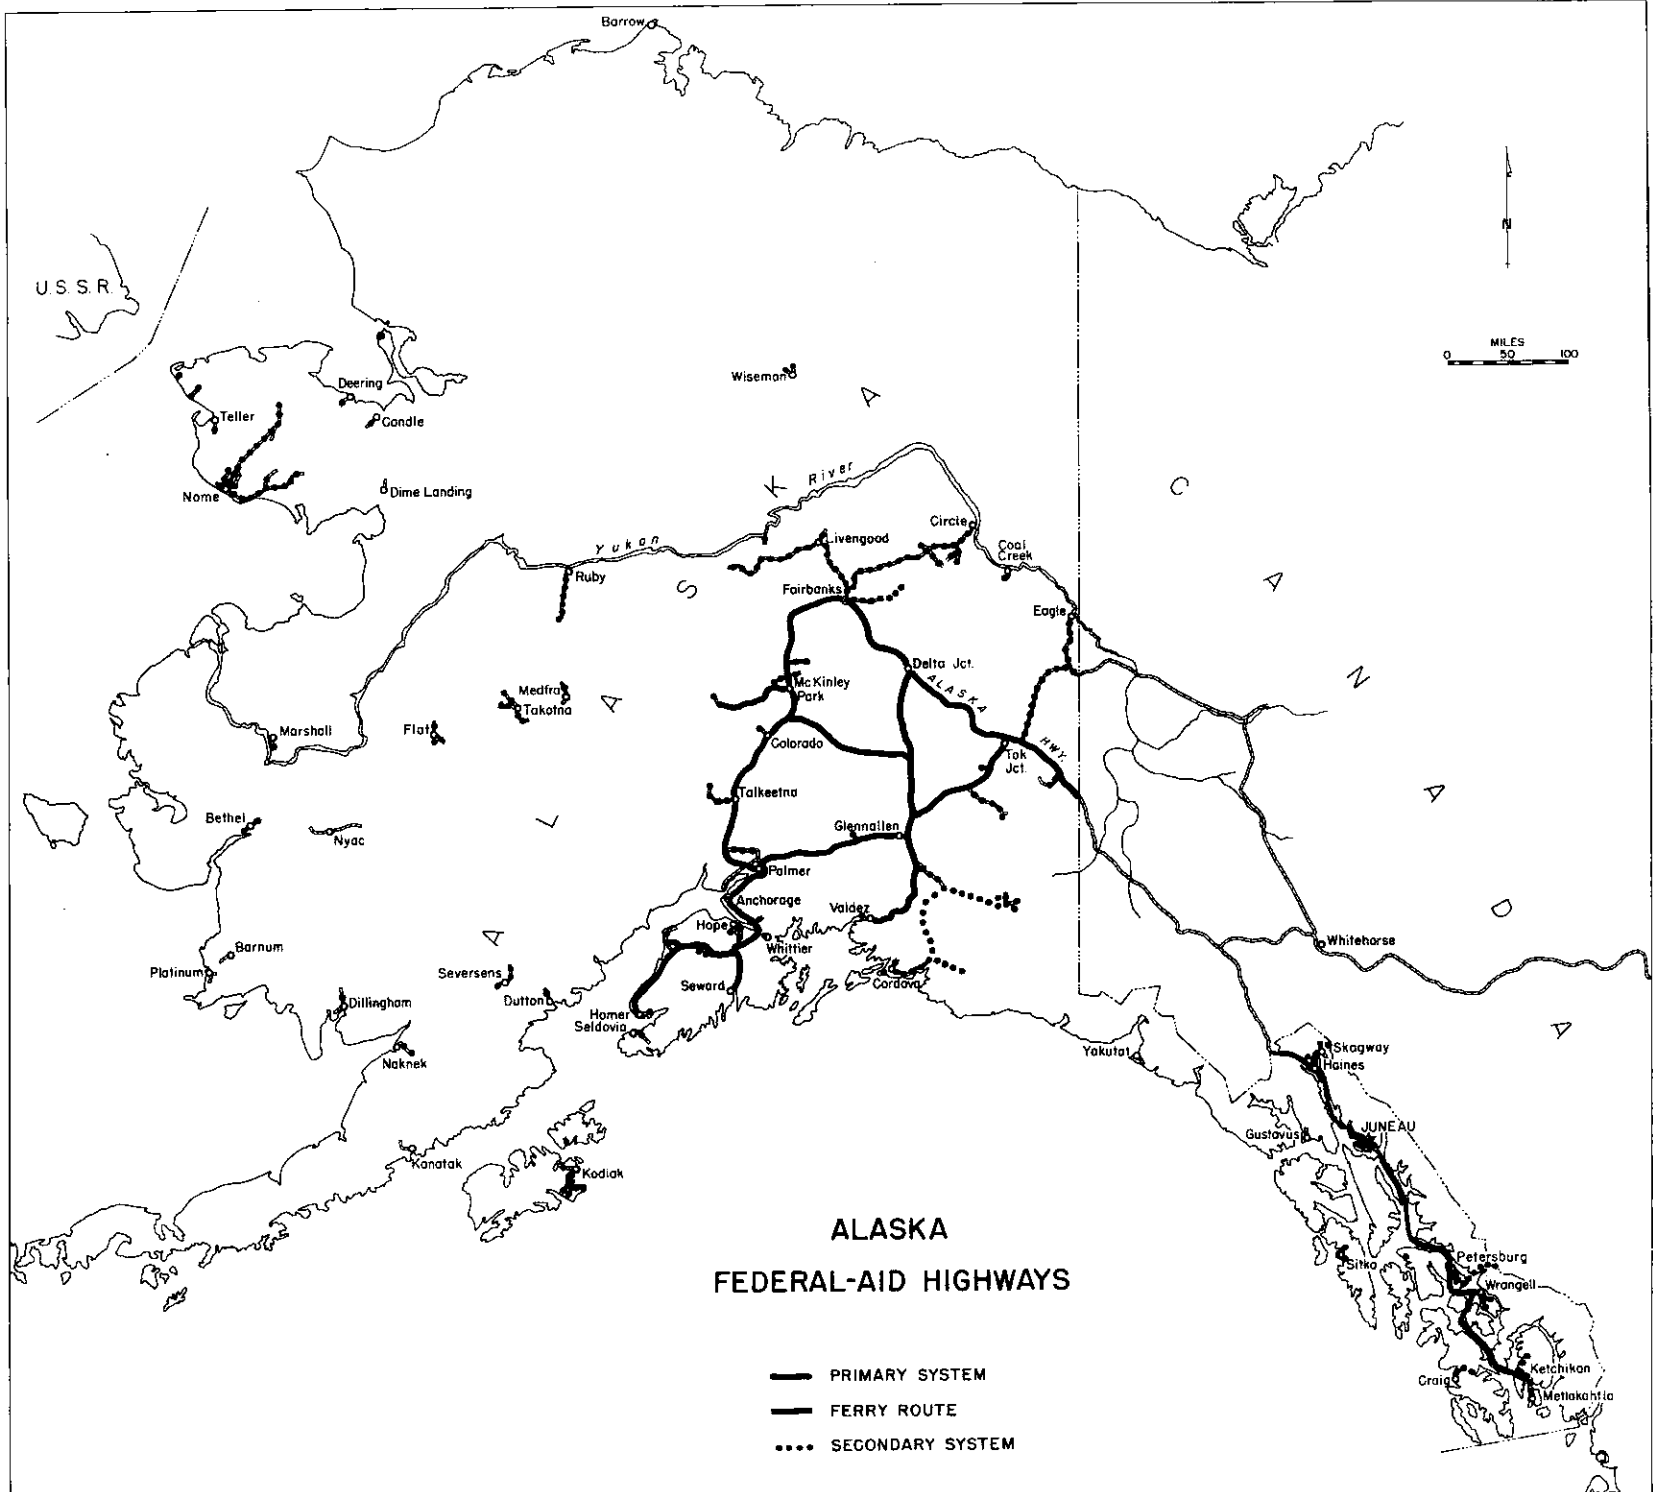 Barrow
U.S.S.R.
N
MILES
0 50 100
Wiseman
Deering
Teller
Candle
Nome
Dime Landing
A
L
A
S
K
A
Yukon
River
C
A
N
A
D
A
Circle
Coal
Creek
Livengood
Ruby
Fairbanks
Eagle
Delta Jct.
ALASKA
HWY.
McKinley
Park
Medfra
Takotna
Flat
Marshall
Colorado
Tok
Jct.
Talkeetna
Bethel
Nyac
Glennallen
Palmer
Anchorage
Valdez
Hope
Whittier
Barnum
Platinum
Whitehorse
Seversens
Seward
Cordova
Dutton
Dillingham
Homer
Seldovia
Naknek
Yakutat
Skagway
Haines
Gustavus
JUNEAU
Kanatak
Kodiak
Sitka
Petersburg
Wrangell
Craig
Ketchikan
Metlakahtla
ALASKA
FEDERAL-AID HIGHWAYS
PRIMARY SYSTEM
FERRY ROUTE
SECONDARY SYSTEM